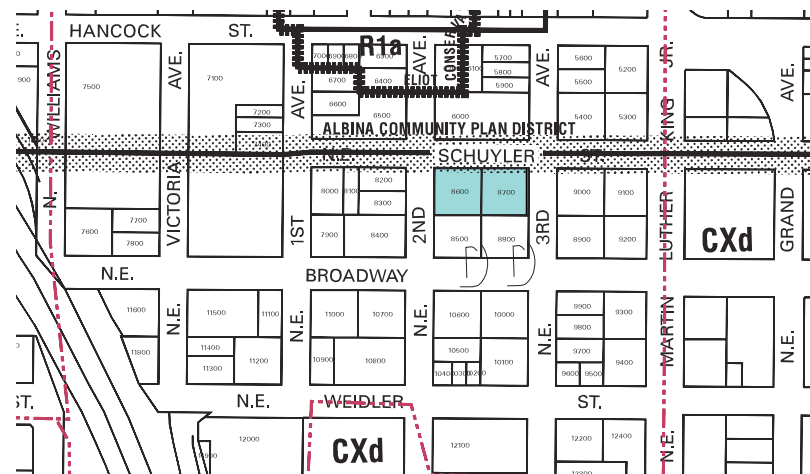 E. HANCOCK ST.
R1a
AVE.
CONSERVA
JR.
ELIOT
WILLIAMS
AVE.
AVE.
AVE.
KING
AVE.
900
7500
7100
6300
5700
5600
5200
5800
5500
6700
6400
5900
6600
7200
7300
6500
6000
5400
5300
ALBINA COMMUNITY PLAN DISTRICT
N.E. SCHUYLER ST.
8000
8100
8200
8300
8600
8700
9000
9100
N.
VICTORIA
1ST
2ND
3RD
LUTHER
GRAND
7600
7700
7800
7900
8400
8500
8800
8900
9200
CXd
D D
N.E. BROADWAY
11600
11500
11100
11000
10700
10600
10000
9900
9300
9800
N.E.
N.E.
N.E.
N.E.
MARTIN
N.E.
11800
11400
11300
11200
10900
10800
10500
10100
9700
9400
9600
9500
ST. N.E. WEIDLER ST.
12000
CXd
12100
12200
12400
N.E.
12300